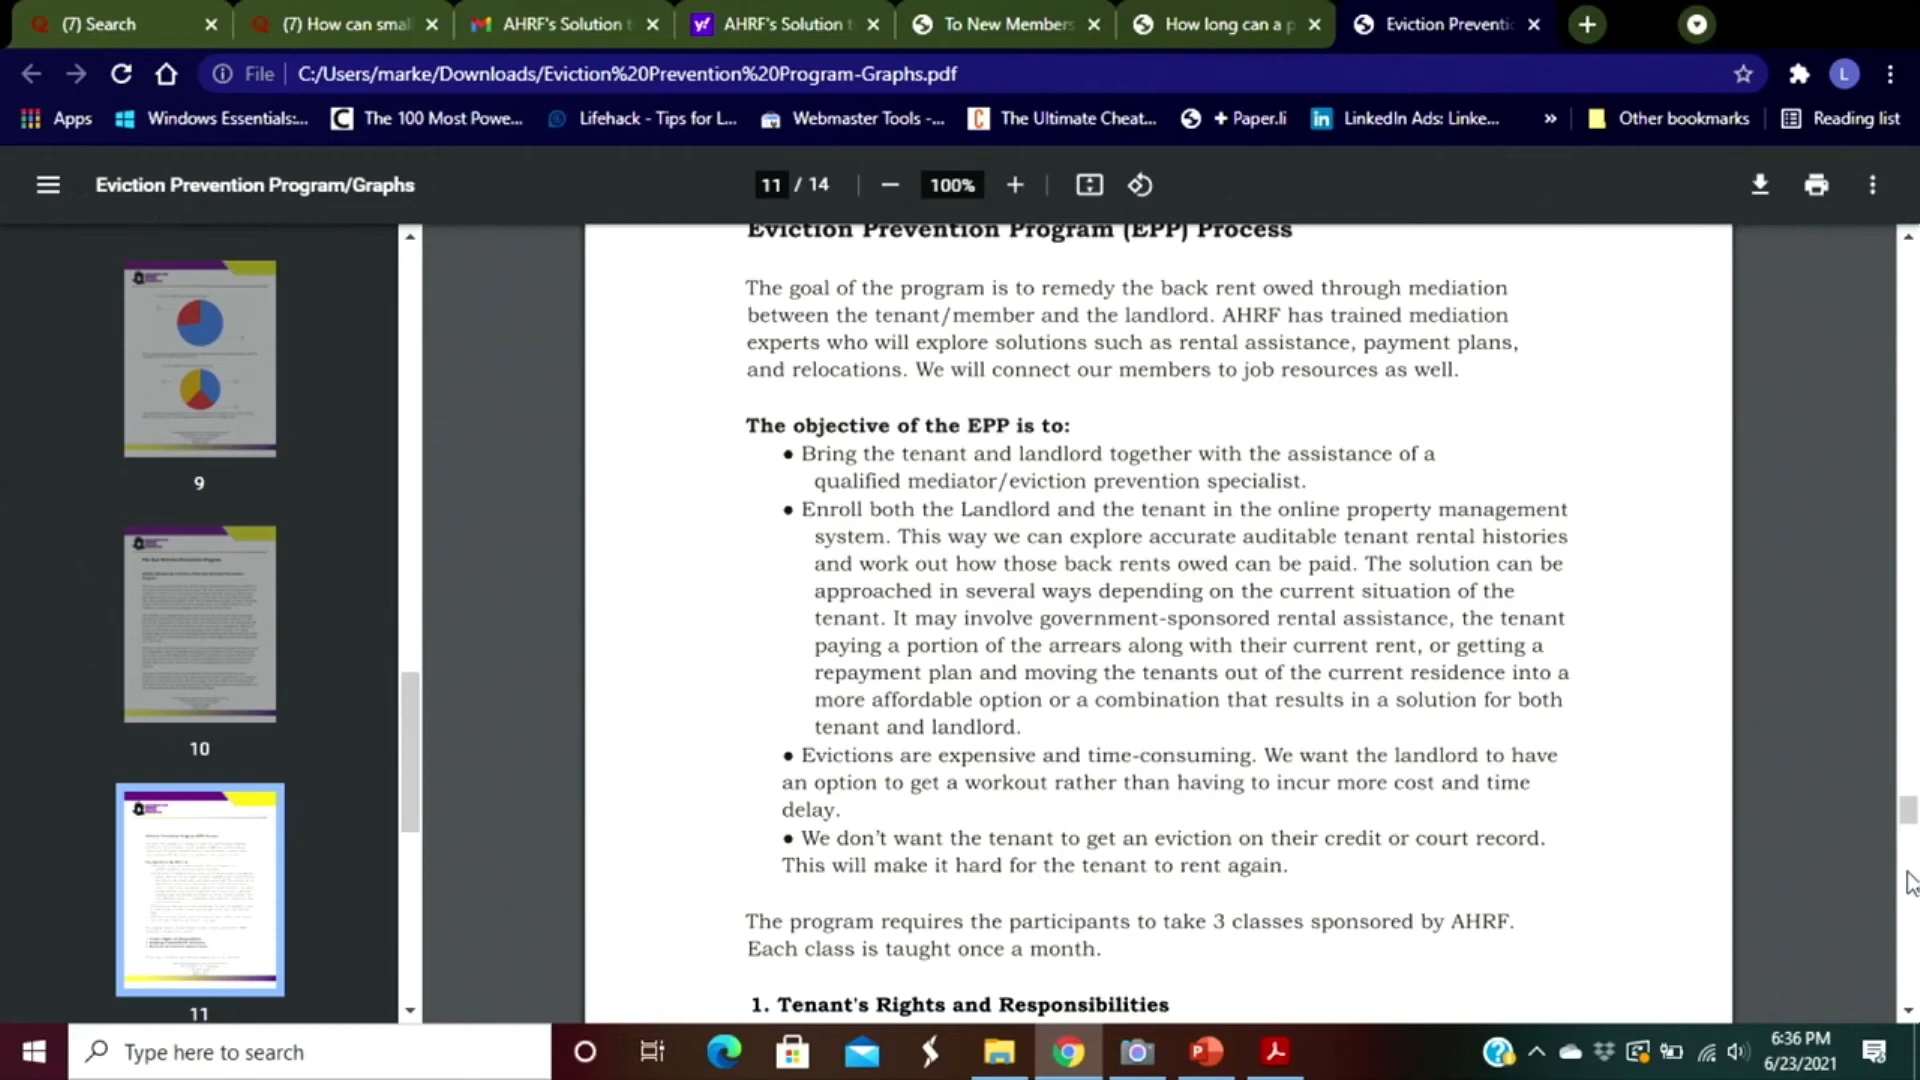 (7) Search
(7) How can smal
AHRF's Solution t
AHRF's Solution t
To New Members
How long can a p
Eviction Preventi
File
C:/Users/marke/Downloads/Eviction%20Prevention%20Program-Graphs.pdf
L
Apps
Windows Essentials:...
The 100 Most Powe...
Lifehack - Tips for L...
Webmaster Tools -...
The Ultimate Cheat...
+ Paper.li
LinkedIn Ads: Linke...
»
Other bookmarks
Reading list
Eviction Prevention Program/Graphs
11 / 14
100%
9
10
11
Eviction Prevention Program (EPP) Process
The goal of the program is to remedy the back rent owed through mediation
between the tenant/member and the landlord. AHRF has trained mediation
experts who will explore solutions such as rental assistance, payment plans,
and relocations. We will connect our members to job resources as well.
The objective of the EPP is to:
● Bring the tenant and landlord together with the assistance of a
qualified mediator/eviction prevention specialist.
● Enroll both the Landlord and the tenant in the online property management
system. This way we can explore accurate auditable tenant rental histories
and work out how those back rents owed can be paid. The solution can be
approached in several ways depending on the current situation of the
tenant. It may involve government-sponsored rental assistance, the tenant
paying a portion of the arrears along with their current rent, or getting a
repayment plan and moving the tenants out of the current residence into a
more affordable option or a combination that results in a solution for both
tenant and landlord.
● Evictions are expensive and time-consuming. We want the landlord to have
an option to get a workout rather than having to incur more cost and time
delay.
● We don't want the tenant to get an eviction on their credit or court record.
This will make it hard for the tenant to rent again.
The program requires the participants to take 3 classes sponsored by AHRF.
Each class is taught once a month.
1. Tenant's Rights and Responsibilities
Type here to search
6:36 PM
6/23/2021